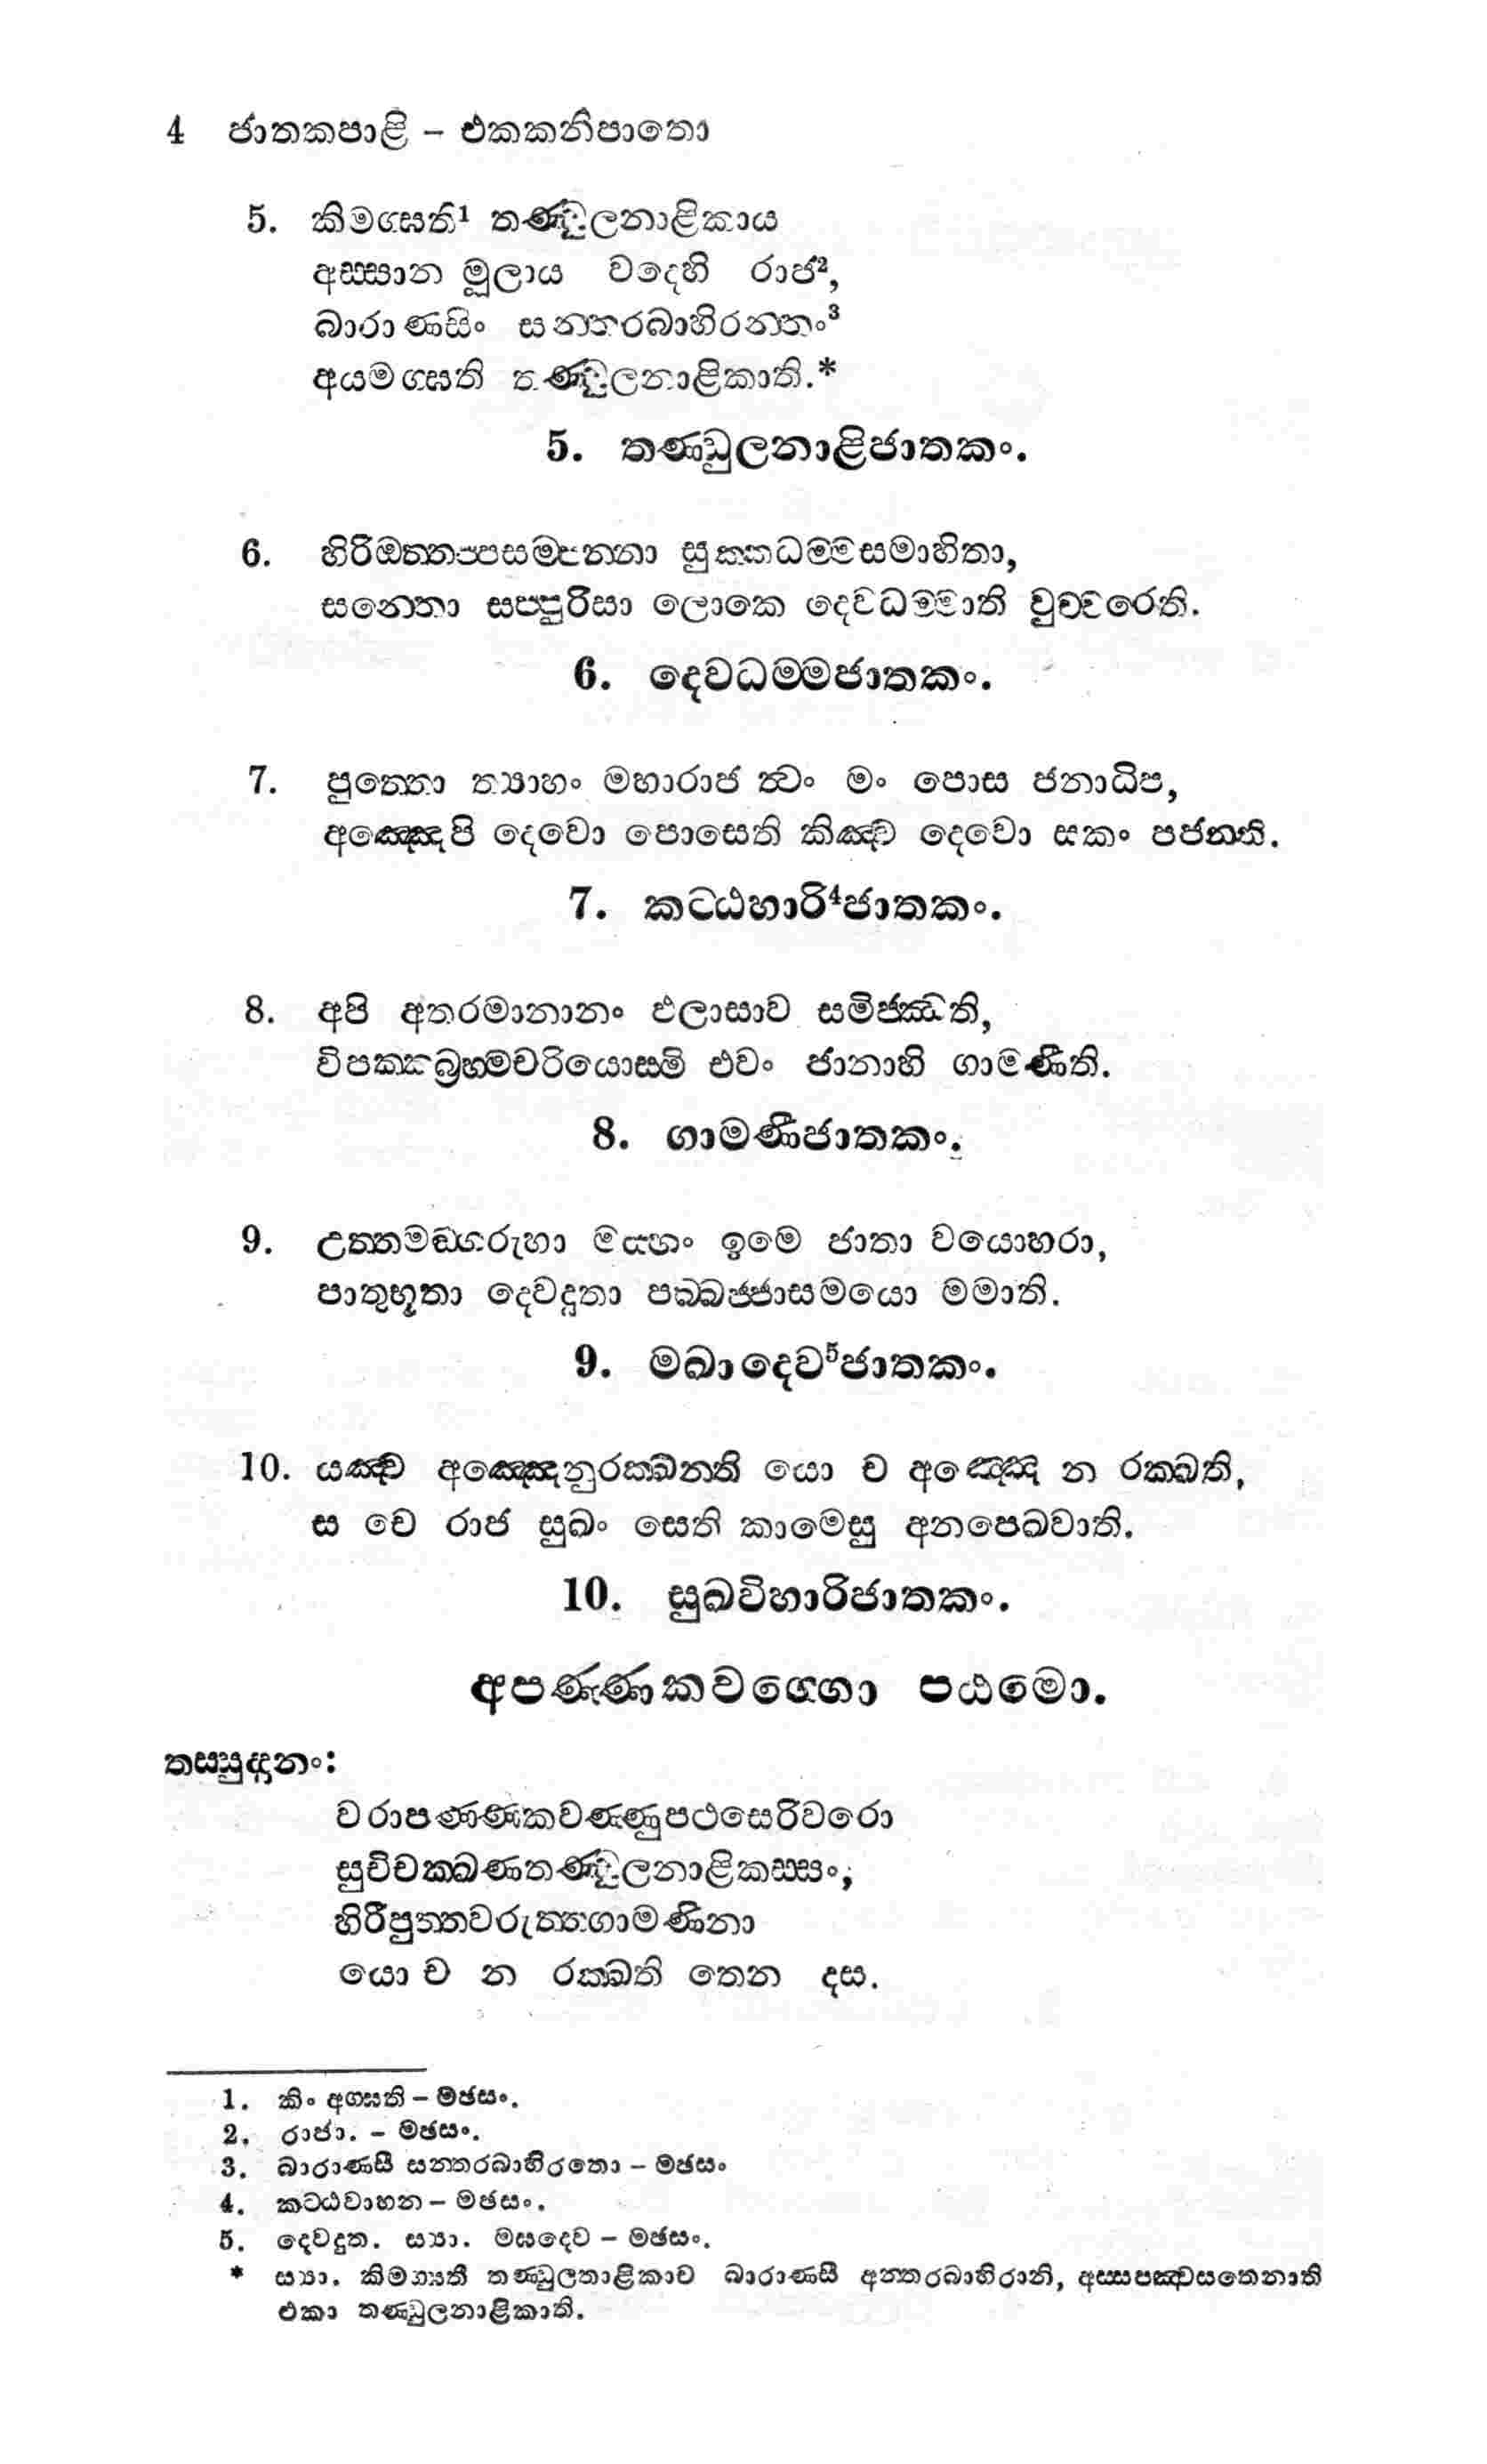 4 ජාතකපාළි – එකකනිපාතො
5. කිමග්ඝති¹ තණ්ඩුලනාළිකාය
අස්සාන මූලාය වදෙහි රාජ²,
බාරාණසිං සන්තරබාහිරන්තං³
අයමග්ඝති තණ්ඩුලනාළිකාති.*
5. තණ්ඩුලනාළිජාතකං.
6. හිරිඔත්තප්පසම්පන්නා සුක්කධම්මසමාහිතා,
සන්තො සප්පුරිසා ලොකෙ දෙවධම්මාති වුච්චරෙති.
6. දෙවධම්මජාතකං.
7. පුත්තො ත්‍යාහං මහාරාජ ත්‍වං මං පොස ජනාධිප,
අඤ්ඤෙපි දෙවො පොසෙති කිඤ්ච දෙවො සකං පජන්ති.
7. කට්ඨහාරි⁴ජාතකං.
8. අපි අතරමානානං ඵලාසාව සමිජ්ඣති,
විපක්කබ්‍රහ්මචරියොස්මි එවං ජානාහි ගාමණීති.
8. ගාමණීජාතකං.
9. උත්තමඞ්ගරුහා මය්හං ඉමෙ ජාතා වයොහරා,
පාතුභූතා දෙවදූතා පබ්බජ්ජාසමයො මමාති.
9. මඛාදෙව⁵ජාතකං.
10. යඤ්ච අඤ්ඤෙනුරක්ඛන්ති යො ච අඤ්ඤෙ න රක්ඛති,
ස වෙ රාජ සුඛං සෙති කාමෙසු අනපෙඛවාති.
10. සුඛවිහාරිජාතකං.
අපණ්ණකවග්ගො පඨමො.
තස්සුද්දානං:
වරාපණ්ණකවණ්ණුපථසෙරිවරො
සුචිචක්ඛණතණ්ඩුලනාළිකස්සං,
හිරීපුත්තවරුත්තගාමණිනා
යො ච න රක්ඛති තෙන දස.
1. කිං අග්ඝති – මඡසං.
2. රාජා. – මඡසං.
3. බාරාණසී සන්තරබාහිරතො – මඡසං
4. කට්ඨවාහන – මඡසං.
5. දෙවදූත. ස්‍යා. මඝදෙව – මඡසං.
* ස්‍යා. කිමග්ඝතී තණ්ඩුලනාළිකාව බාරාණසී අන්තරබාහිරානි, අස්සපඤ්චසතෙනාති
එකා තණ්ඩුලනාළිකාති.